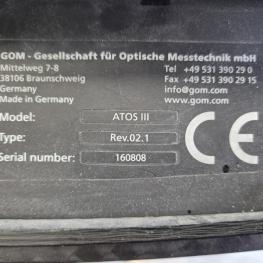 GOM - Gesellschaft für Optische Messtechnik mbH
Mittelweg 7-8 Tel +49 531 390 29 0
38106 Braunschweig Fax +49 531 390 29 15
Germany info@gom.com
Made in Germany www.gom.com
Model: ATOS III
Type: Rev.02.1
Serial number: 160808
CE